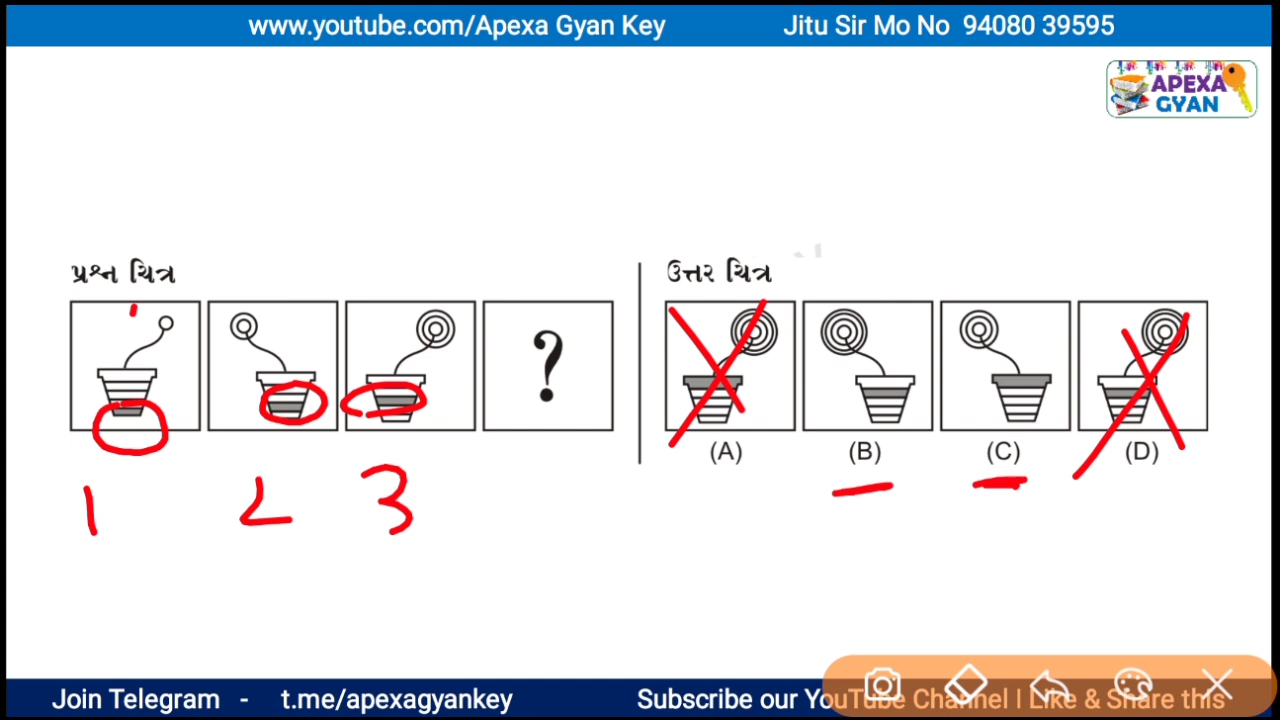 www.youtube.com/Apexa Gyan Key Jitu Sir Mo No 94080 39595
APEXA
GYAN
પ્રશ્ન ચિત્ર
ઉત્તર ચિત્ર
?
(A) (B) (C) (D)
1 2 3
Join Telegram - t.me/apexagyankey Subscribe our YouTube Channel | Like & Share this